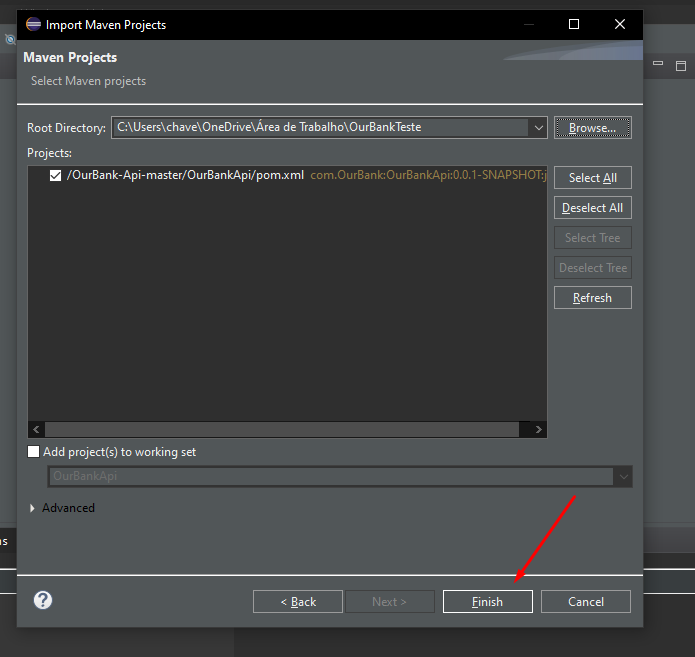 Import Maven Projects
Maven Projects
Select Maven projects
Root Directory: C:\Users\chave\OneDrive\Área de Trabalho\OurBankTeste Browse...
Projects:
/OurBank-Api-master/OurBankApi/pom.xml com.OurBank:OurBankApi:0.0.1-SNAPSHOT:j
Select All
Deselect All
Select Tree
Deselect Tree
Refresh
Add project(s) to working set
OurBankApi
Advanced
ns
? < Back Next > Finish Cancel